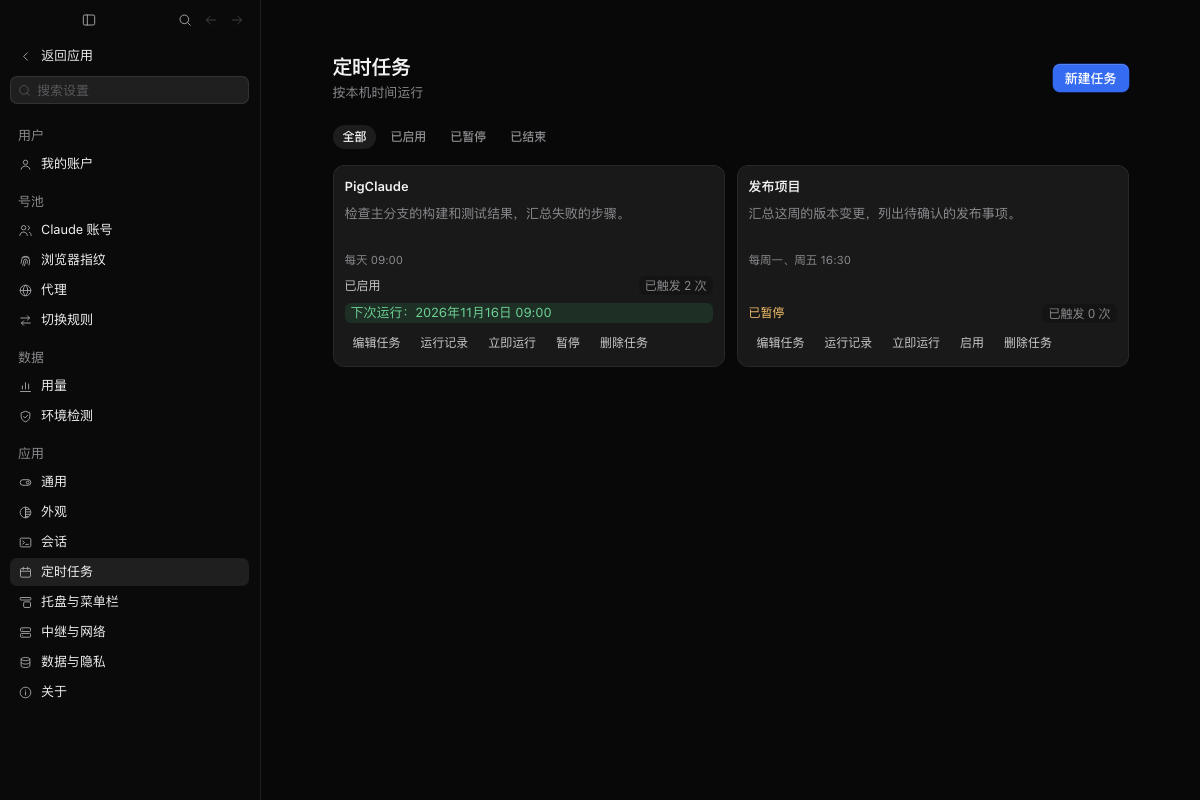 返回应用
搜索设置
用户
我的账户
号池
Claude 账号
浏览器指纹
代理
切换规则
数据
用量
环境检测
应用
通用
外观
会话
定时任务
托盘与菜单栏
中继与网络
数据与隐私
关于
定时任务
按本机时间运行
新建任务
全部 已启用 已暂停 已结束
PigClaude
检查主分支的构建和测试结果，汇总失败的步骤。
每天 09:00
已启用 已触发 2 次
下次运行：2026年11月16日 09:00
编辑任务 运行记录 立即运行 暂停 删除任务
发布项目
汇总这周的版本变更，列出待确认的发布事项。
每周一、周五 16:30
已暂停 已触发 0 次
编辑任务 运行记录 立即运行 启用 删除任务